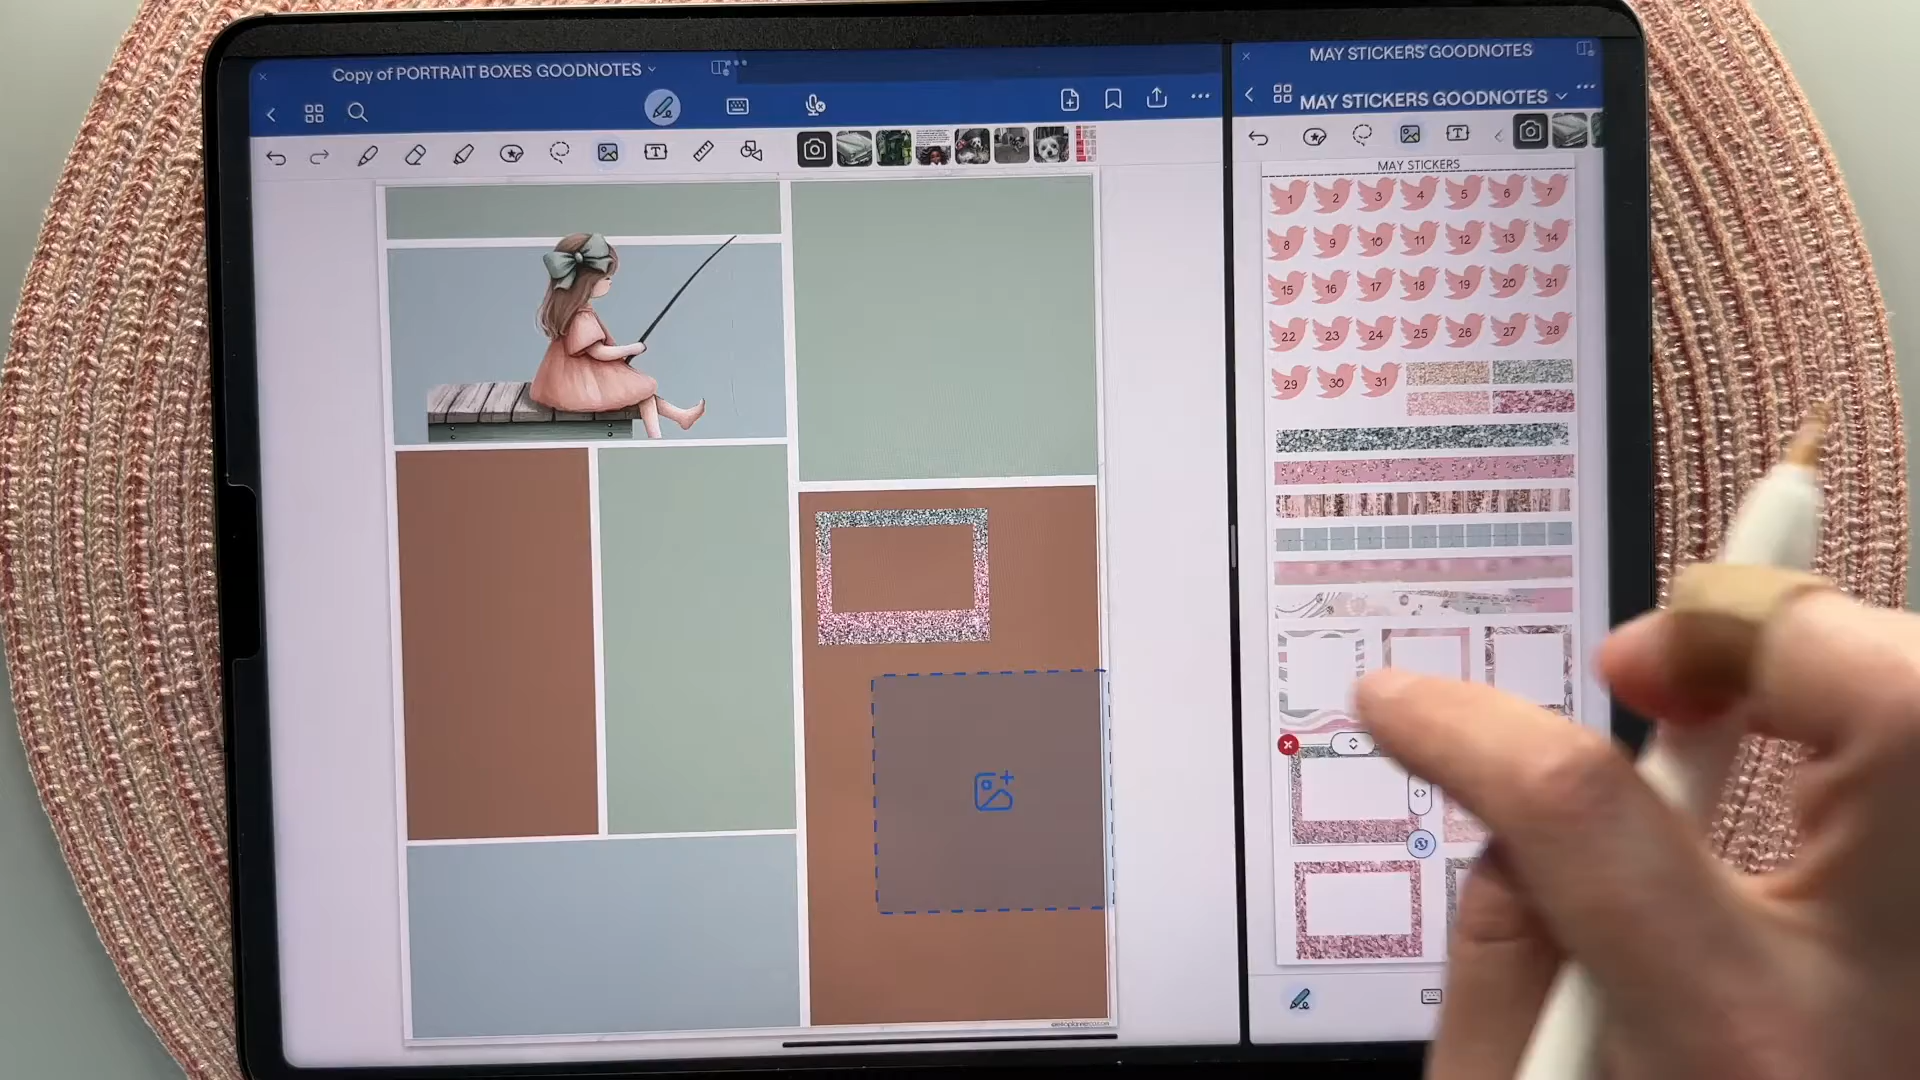 Copy of PORTRAIT BOXES GOODNOTES
MAY STICKERS GOODNOTES
MAY STICKERS GOODNOTES
MAY STICKERS
1 2 3 4 5 6 7
8 9 10 11 12 13 14
15 16 17 18 19 20 21
22 23 24 25 26 27 28
29 30 31